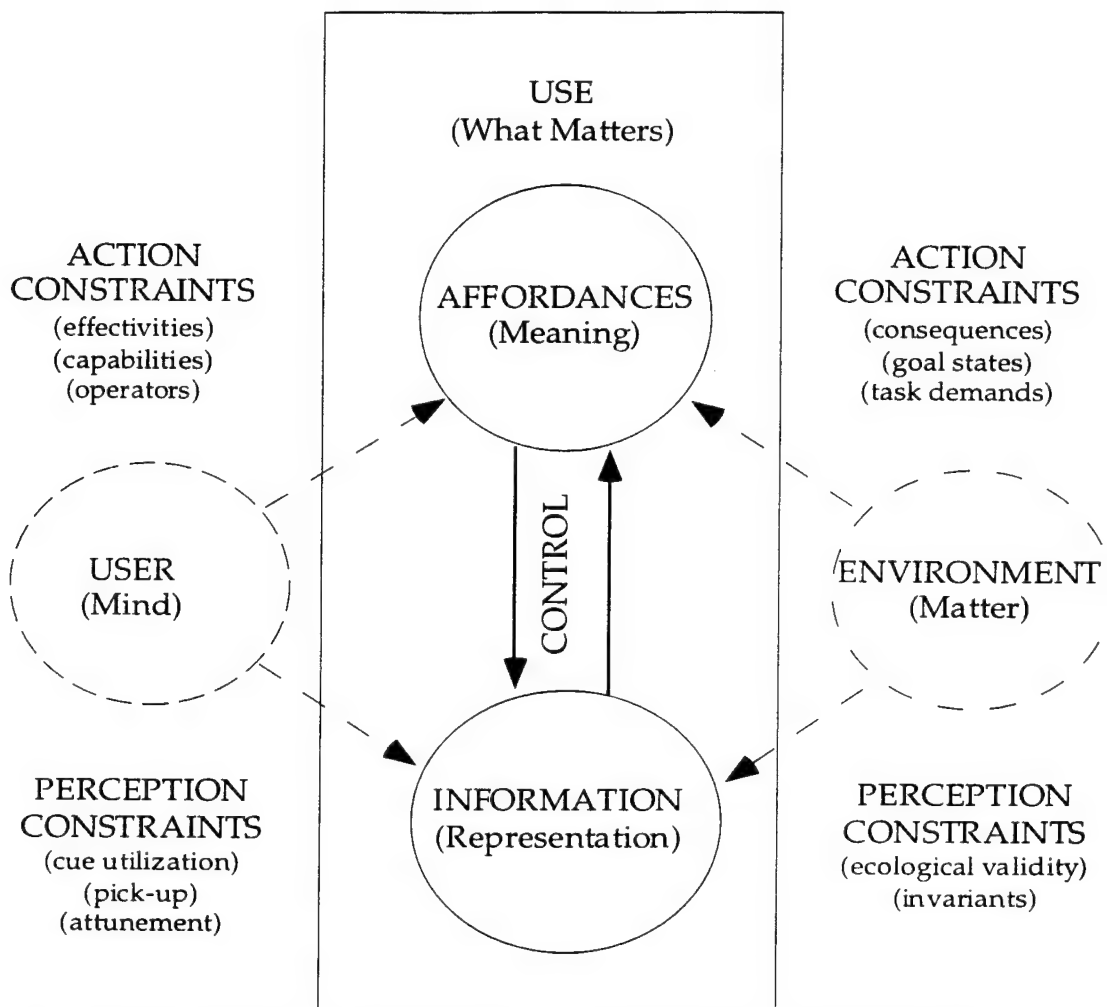 USE
(What Matters)
ACTION
CONSTRAINTS
(effectivities)
(capabilities)
(operators)
AFFORDANCES
(Meaning)
ACTION
CONSTRAINTS
(consequences)
(goal states)
(task demands)
USER
(Mind)
CONTROL
ENVIRONMENT
(Matter)
PERCEPTION
CONSTRAINTS
(cue utilization)
(pick-up)
(attunement)
INFORMATION
(Representation)
PERCEPTION
CONSTRAINTS
(ecological validity)
(invariants)